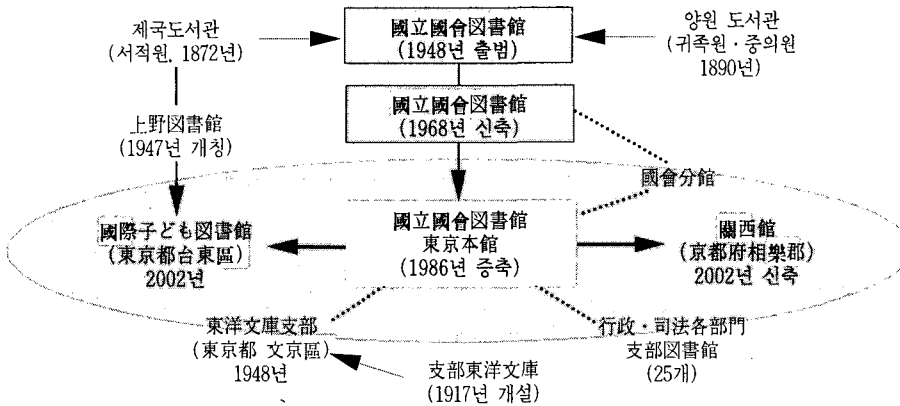 제국도서관
(서적원, 1872년)
國立國會図書館
(1948년 출범)
양원 도서관
(귀족원·중의원
1890년)
國立國會図書館
(1968년 신축)
上野図書館
(1947년 개칭)
國會分館
國際子ども図書館
(東京都台東區)
2002년
國立國會図書館
東京本館
(1986년 증축)
關西館
(京都府相樂郡)
2002년 신축
東洋文庫支部
(東京都 文京區)
1948년
支部東洋文庫
(1917년 개설)
行政·司法各部門
支部図書館
(25개)